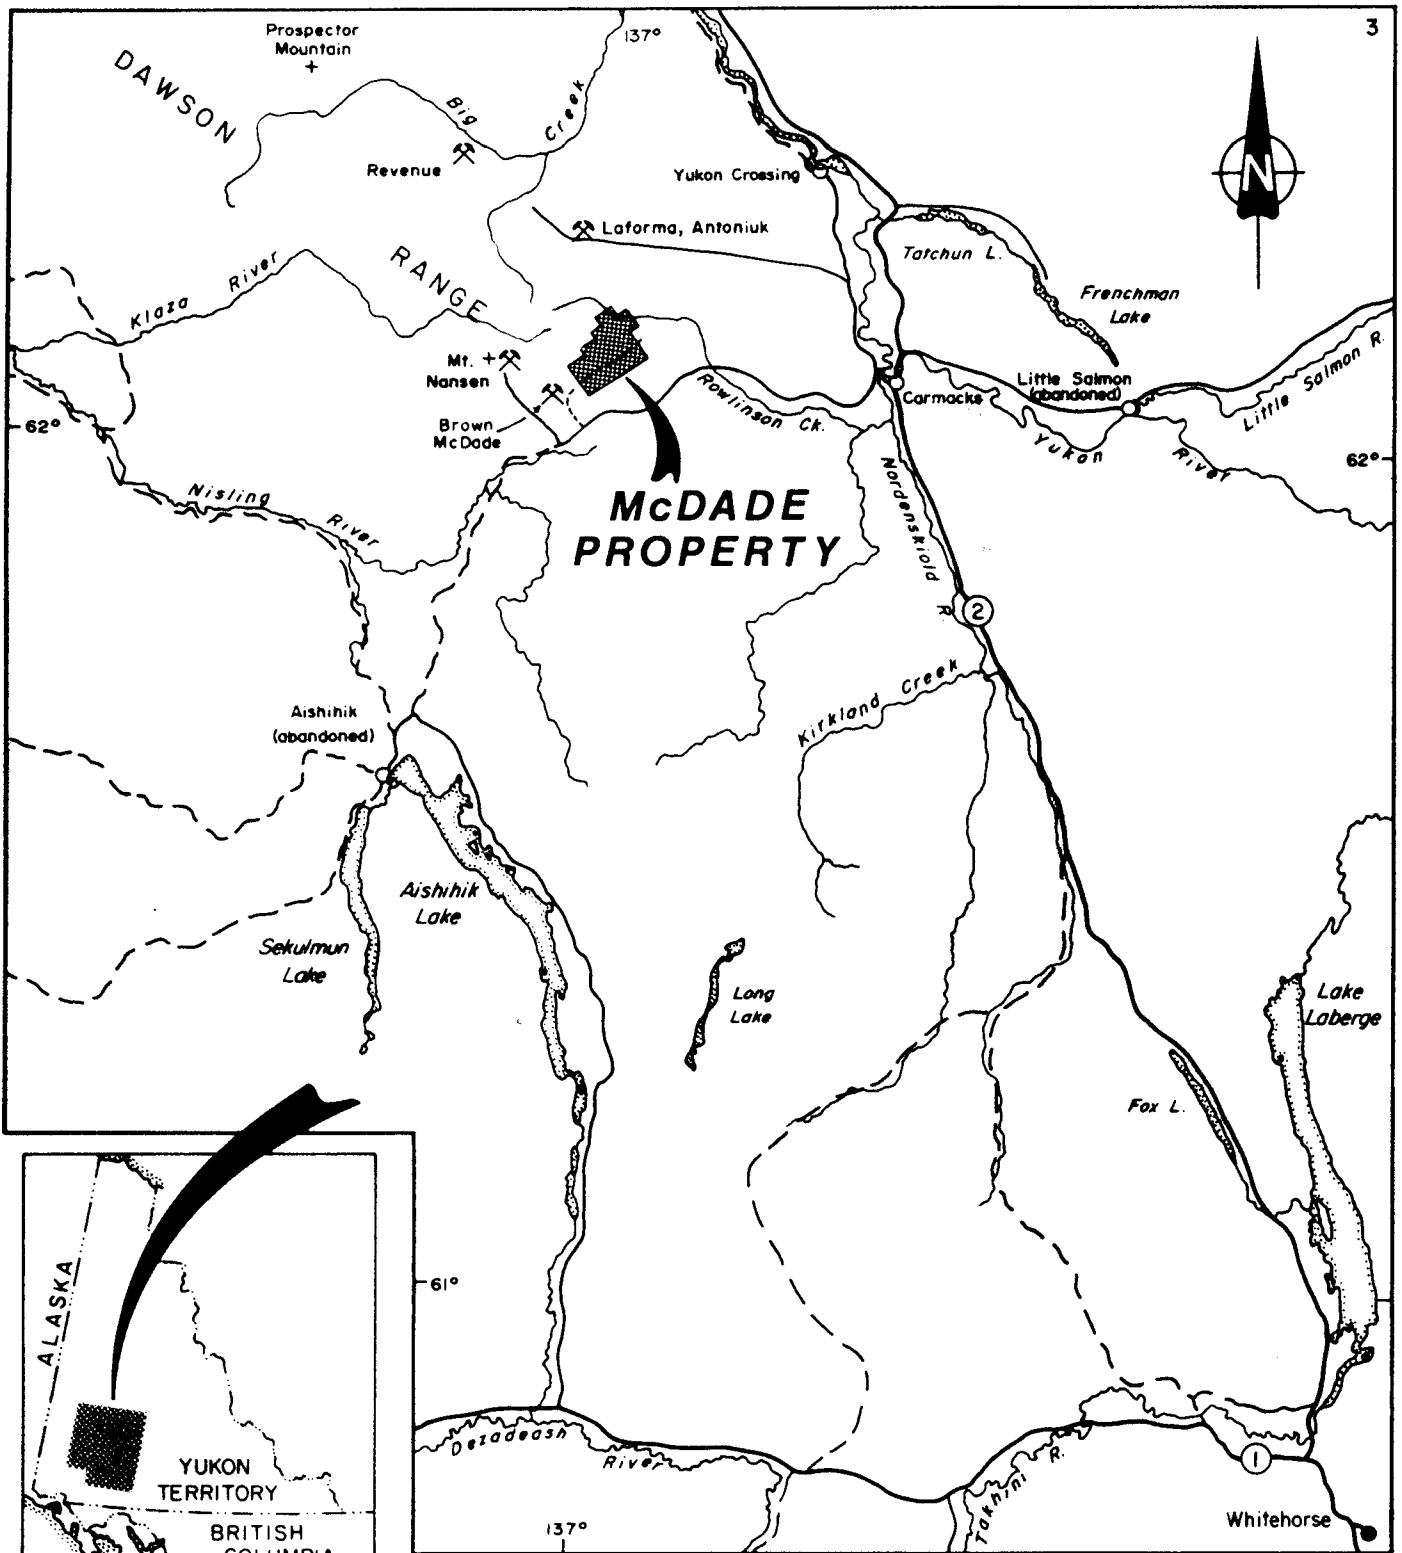 3
Prospector
Mountain
137°
DAWSON
Big
Creek
Revenue
Yukon Crossing
N
Laforma, Antoniuk
RANGE
Tatchun L.
Klaza River
Frenchman
Lake
Mt.
Nansen
Rowlinson Ck.
Little Salmon
(abandoned)
Little Salmon R.
Carmacks
Brown
McDade
62°
Yukon River
62°
Nisling
River
McDADE
PROPERTY
Nordenskiold R
2
Kirkland Creek
Aishihik
(abandoned)
Aishihik
Lake
Sekulmun
Lake
Long
Lake
Lake
Laberge
Fox L.
ALASKA
61°
Dezadeash
River
Takhini R.
1
YUKON
TERRITORY
BRITISH
COLUMBIA
137°
Whitehorse